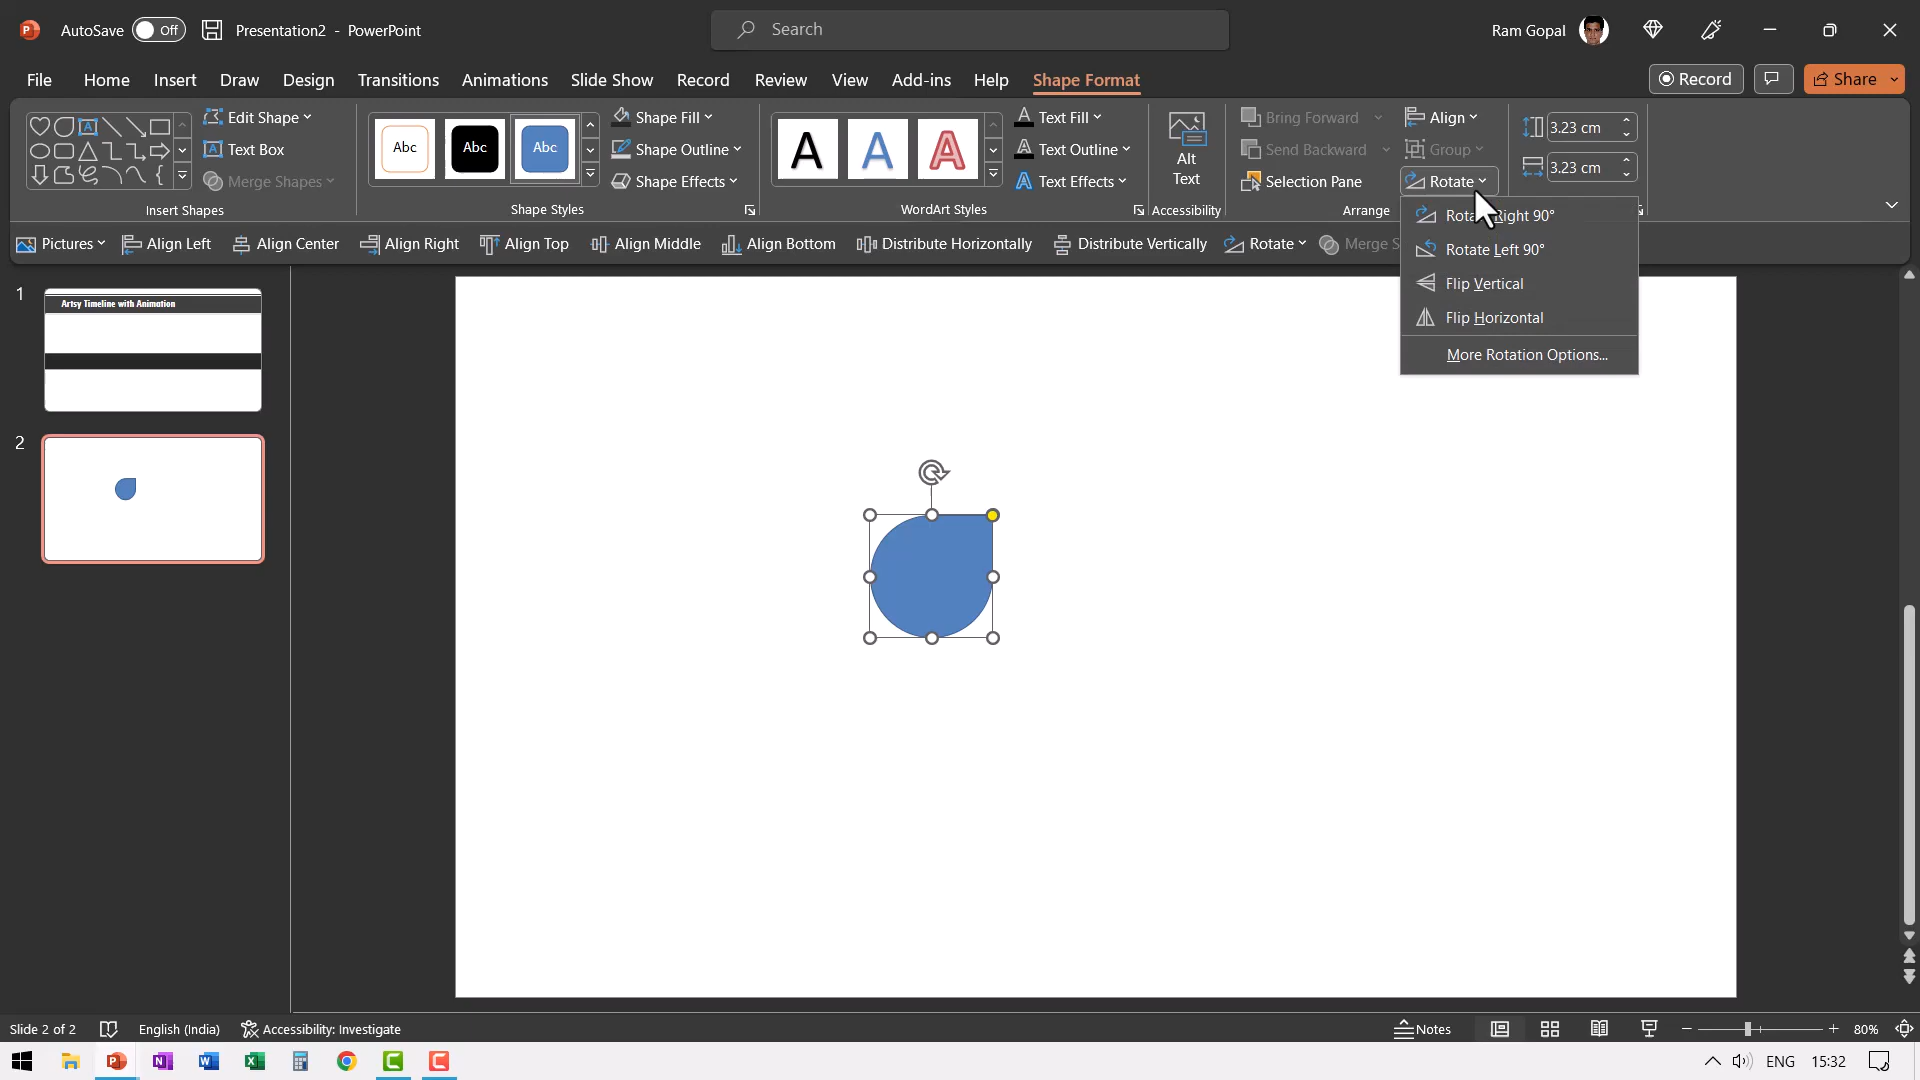 AutoSave Off Presentation2 - PowerPoint Search Ram Gopal
File Home Insert Draw Design Transitions Animations Slide Show Record Review View Add-ins Help Shape Format Record Share
Edit Shape
Text Box
Merge Shapes
Insert Shapes
Abc Abc Abc
Shape Fill
Shape Outline
Shape Effects
Shape Styles
A A A
Text Fill
Text Outline
Text Effects
WordArt Styles
Alt
Text
Accessibility
Bring Forward
Send Backward
Selection Pane
Align
Group
Rotate
Arrange
3.23 cm
3.23 cm
Pictures Align Left Align Center Align Right Align Top Align Middle Align Bottom Distribute Horizontally Distribute Vertically Rotate Merge S
Rotate Right 90°
Rotate Left 90°
Flip Vertical
Flip Horizontal
More Rotation Options...
1
Artsy Timeline with Animation
2
Slide 2 of 2 English (India) Accessibility: Investigate Notes 80%
ENG 15:32